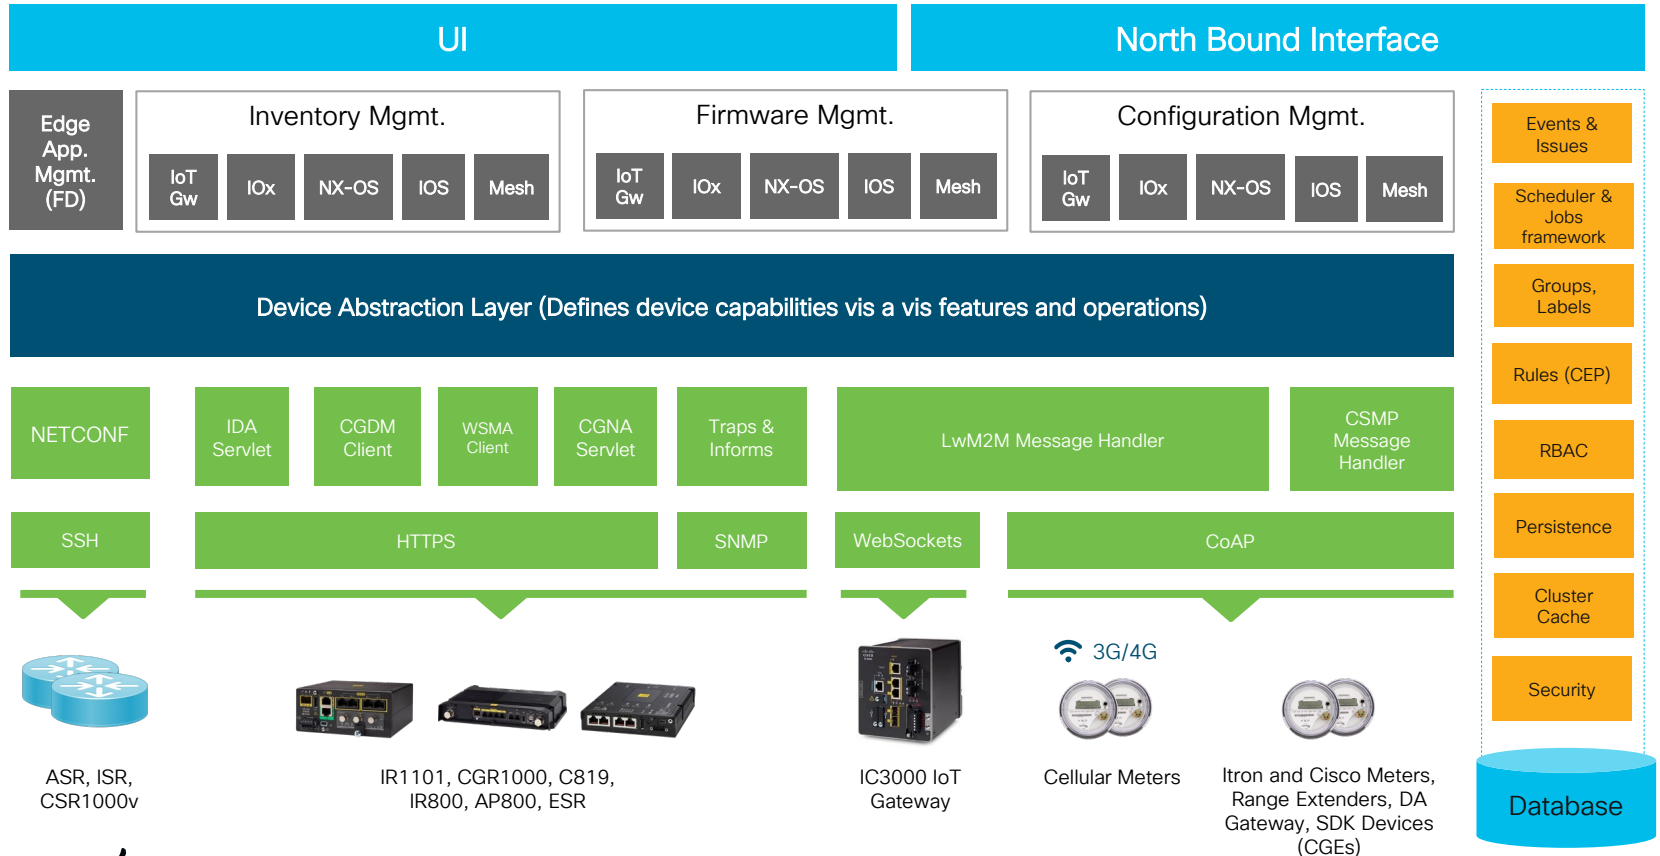 UI
North Bound Interface
Edge
App.
Mgmt.
(FD)
Inventory Mgmt.
IoT
Gw
IOx
NX-OS
IOS
Mesh
Firmware Mgmt.
IoT
Gw
IOx
NX-OS
IOS
Mesh
Configuration Mgmt.
IoT
Gw
IOx
NX-OS
IOS
Mesh
Events &
Issues
Scheduler &
Jobs
framework
Groups,
Labels
Rules (CEP)
RBAC
Persistence
Cluster
Cache
Security
Database
Device Abstraction Layer (Defines device capabilities vis a vis features and operations)
NETCONF
IDA
Servlet
CGDM
Client
WSMA
Client
CGNA
Servlet
Traps &
Informs
LwM2M Message Handler
CSMP
Message
Handler
SSH
HTTPS
SNMP
WebSockets
CoAP
3G/4G
ASR, ISR,
CSR1000v
IR1101, CGR1000, C819,
IR800, AP800, ESR
IC3000 IoT
Gateway
Cellular Meters
Itron and Cisco Meters,
Range Extenders, DA
Gateway, SDK Devices
(CGEs)